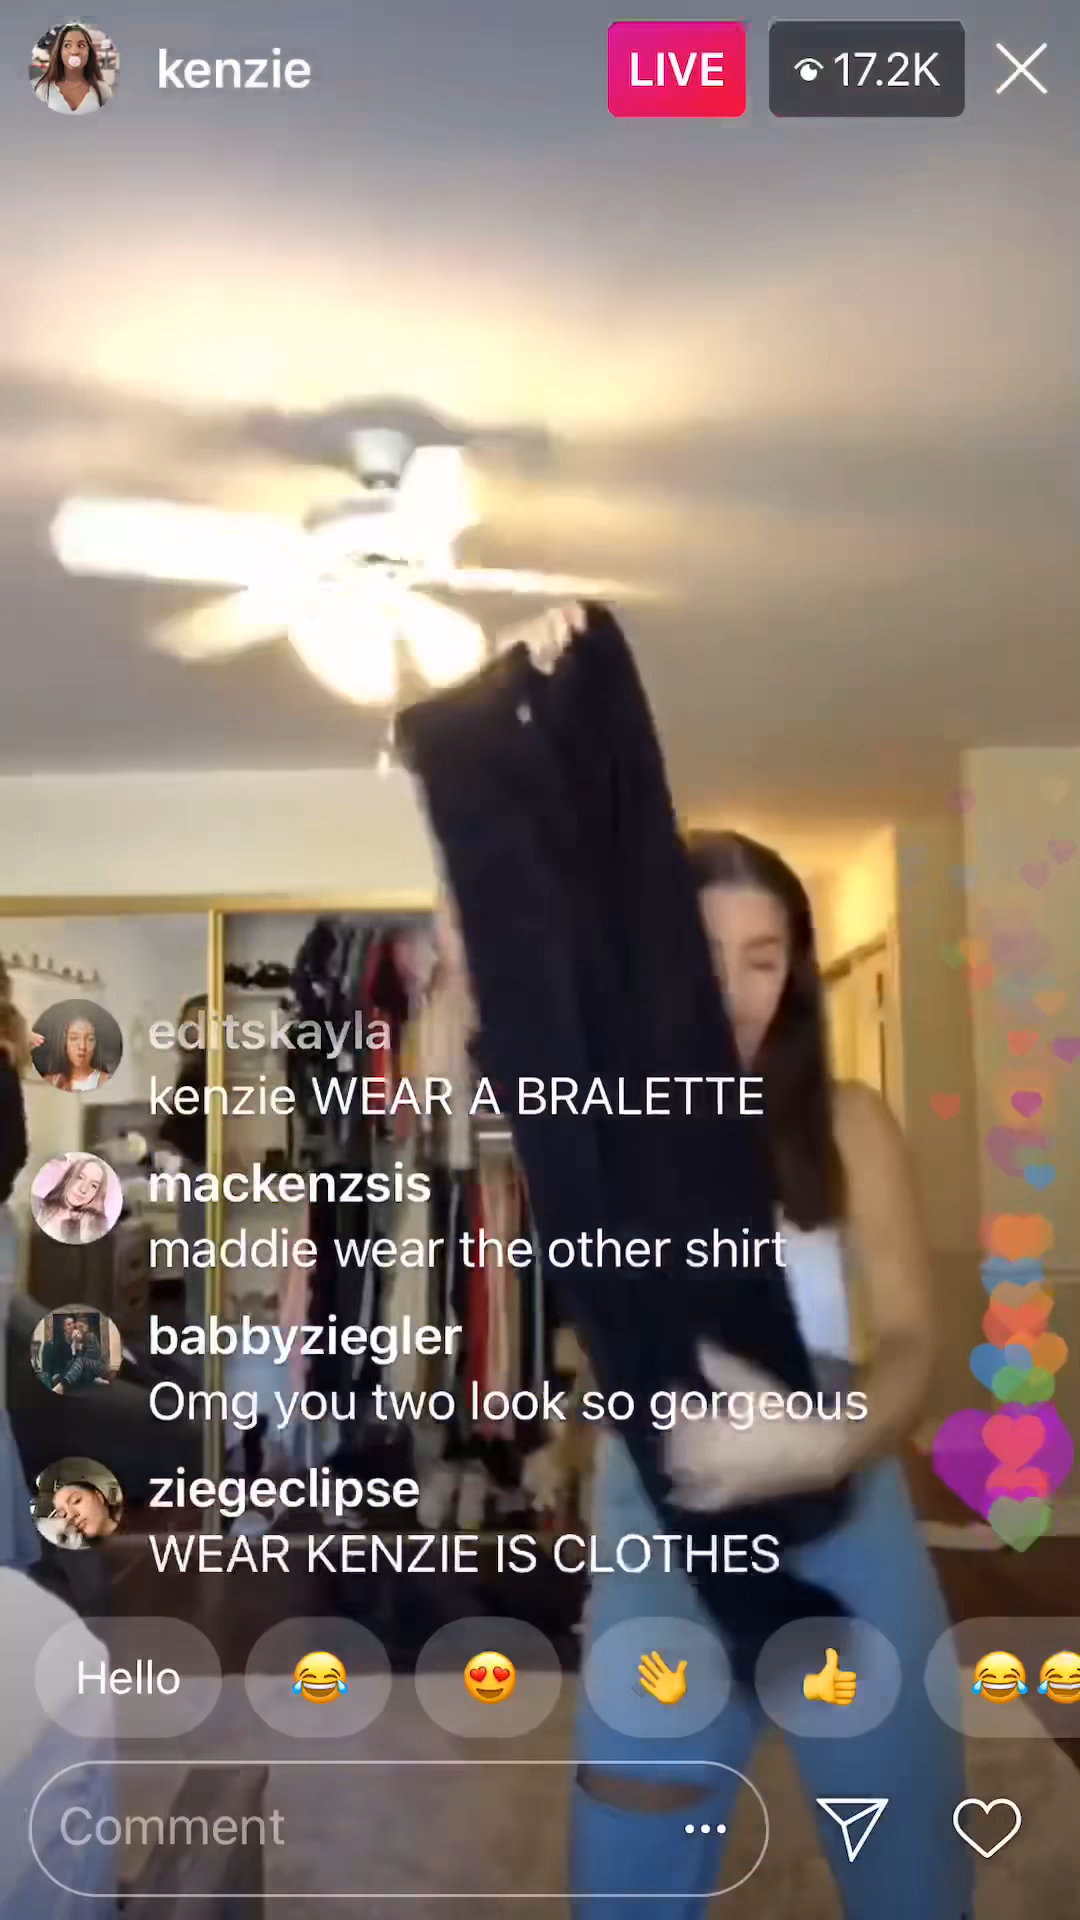 kenzie
LIVE
17.2K
editskayla
kenzie WEAR A BRALETTE
mackenzsis
maddie wear the other shirt
babbyziegler
Omg you two look so gorgeous
ziegeclipse
WEAR KENZIE IS CLOTHES
Hello
Comment